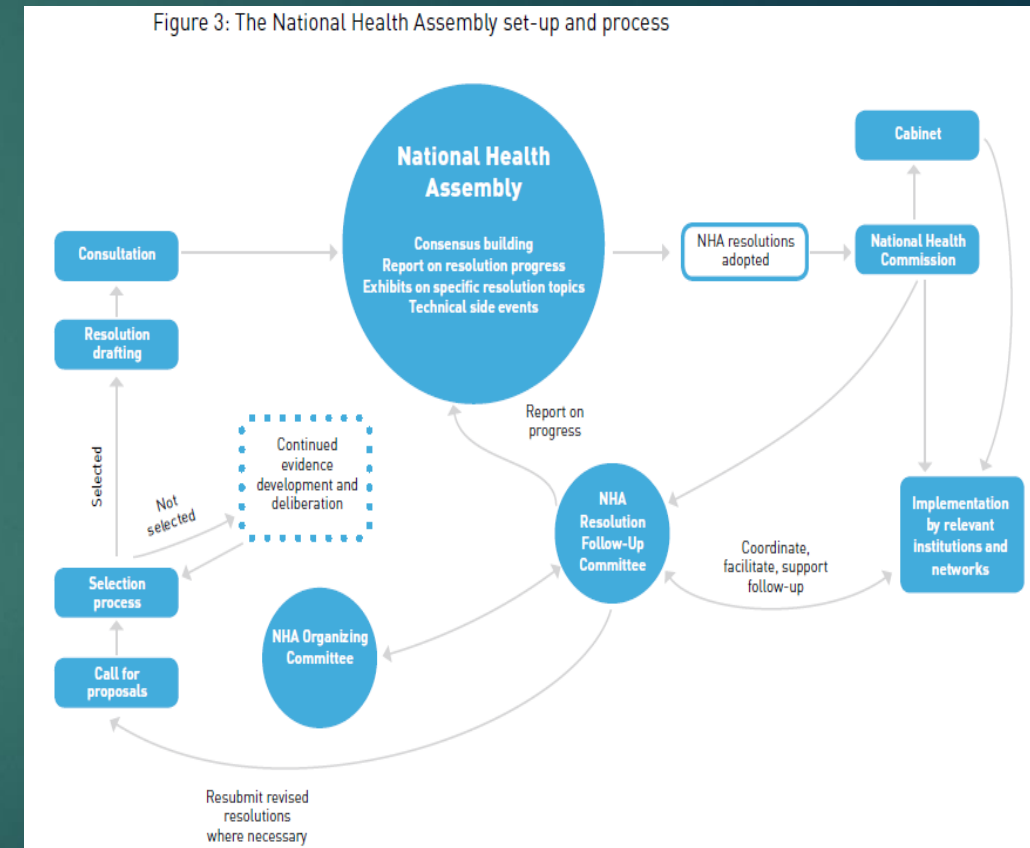 Figure 3: The National Health Assembly set-up and process
National Health
Assembly
Consensus building
Report on resolution progress
Exhibits on specific resolution topics
Technical side events
Cabinet
NHA resolutions
adopted
National Health
Commission
Consultation
Resolution
drafting
Selected
Not
selected
Continued
evidence
development and
deliberation
Report on
progress
NHA
Resolution
Follow-Up
Committee
Coordinate,
facilitate, support
follow-up
Implementation
by relevant
institutions and
networks
Selection
process
NHA Organizing
Committee
Call for
proposals
Resubmit revised
resolutions
where necessary